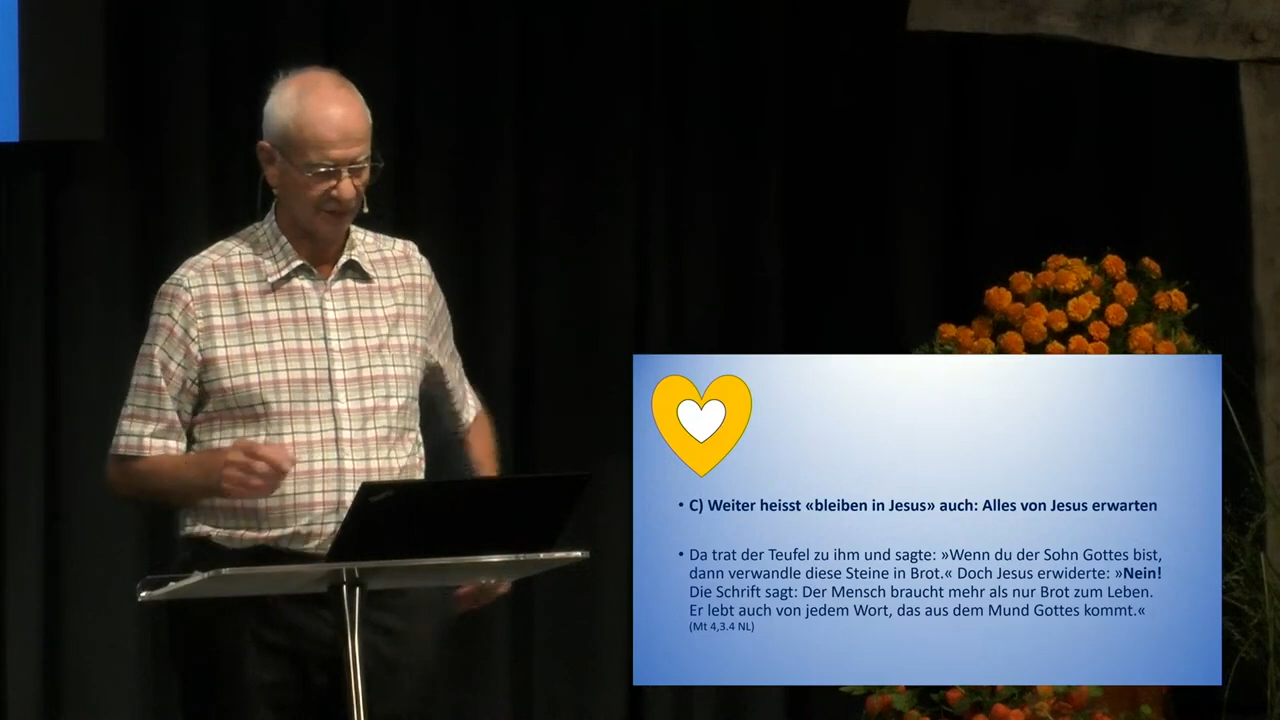 • C) Weiter heisst «bleiben in Jesus» auch: Alles von Jesus erwarten
• Da trat der Teufel zu ihm und sagte: »Wenn du der Sohn Gottes bist,
dann verwandle diese Steine in Brot.« Doch Jesus erwiderte: »Nein!
Die Schrift sagt: Der Mensch braucht mehr als nur Brot zum Leben.
Er lebt auch von jedem Wort, das aus dem Mund Gottes kommt.«
(Mt 4,3.4 NL)